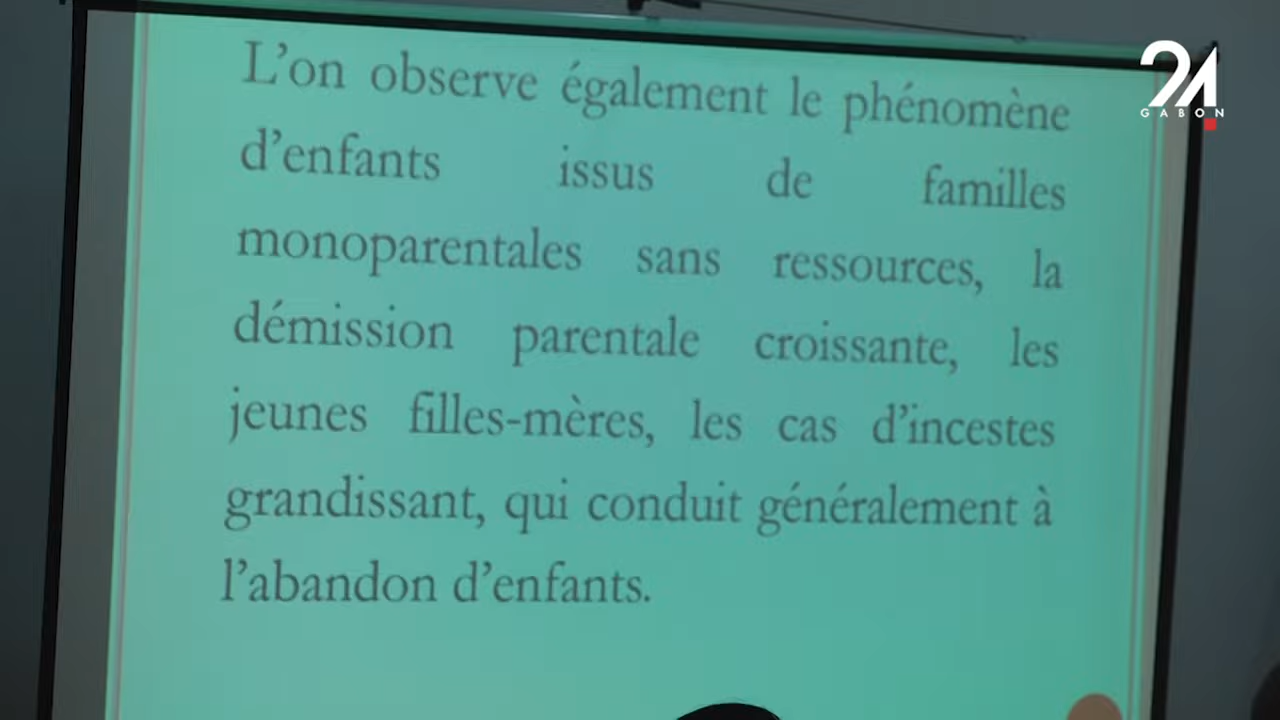 L'on observe également le phénomène
d'enfants issus de familles
monoparentales sans ressources, la
démission parentale croissante, les
jeunes filles-mères, les cas d'incestes
grandissant, qui conduit généralement à
l'abandon d'enfants.
24
GABON